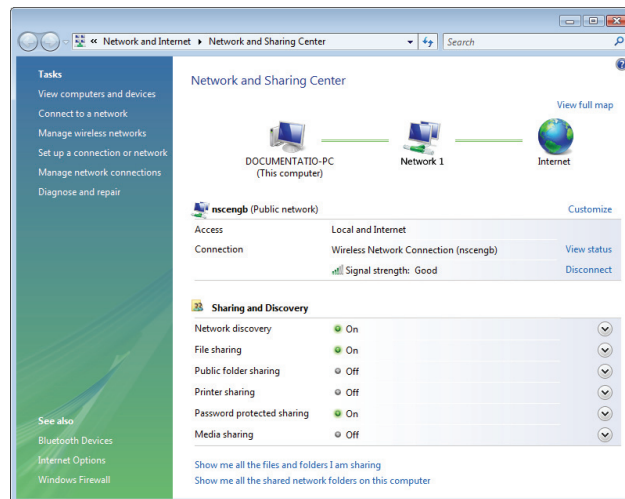 « Network and Internet ▸ Network and Sharing Center
Search
Tasks
View computers and devices
Connect to a network
Manage wireless networks
Set up a connection or network
Manage network connections
Diagnose and repair
See also
Bluetooth Devices
Internet Options
Windows Firewall
Network and Sharing Center
View full map
DOCUMENTATIO-PC
(This computer)
Network 1
Internet
nscengb (Public network) Customize
Access Local and Internet
Connection Wireless Network Connection (nscengb) View status
Signal strength: Good Disconnect
Sharing and Discovery
Network discovery On
File sharing On
Public folder sharing Off
Printer sharing Off
Password protected sharing On
Media sharing Off
Show me all the files and folders I am sharing
Show me all the shared network folders on this computer